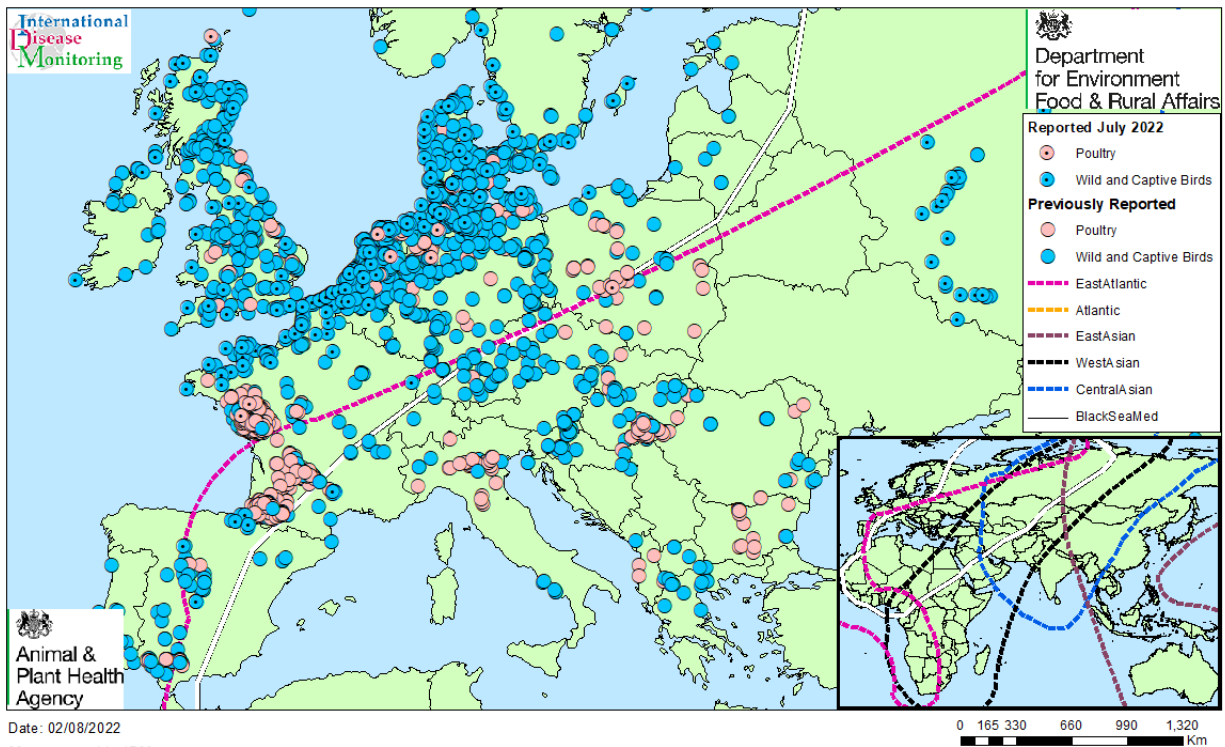 International
Disease
Monitoring
Department
for Environment
Food & Rural Affairs
Reported July 2022
Poultry
Wild and Captive Birds
Previously Reported
Poultry
Wild and Captive Birds
EastAtlantic
Atlantic
EastAsian
WestAsian
CentralAsian
BlackSeaMed
Animal &
Plant Health
Agency
Date: 02/08/2022
0 165 330 660 990 1,320
Km